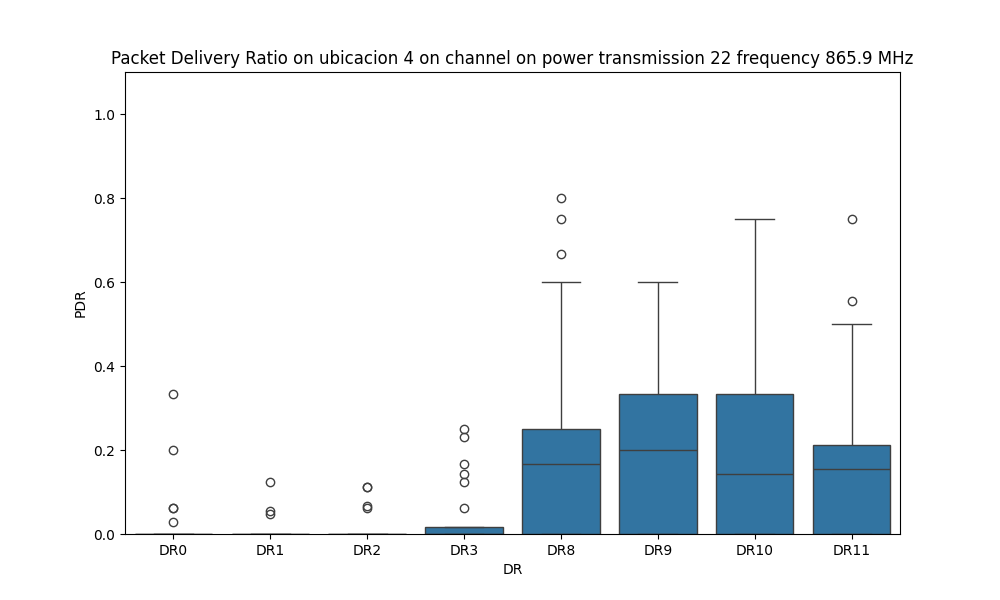 Packet Delivery Ratio on ubicacion 4 on channel on power transmission 22 frequency 865.9 MHz
1.0
0.8
0.6
0.4
0.2
0.0
PDR
DR0 DR1 DR2 DR3 DR8 DR9 DR10 DR11
DR